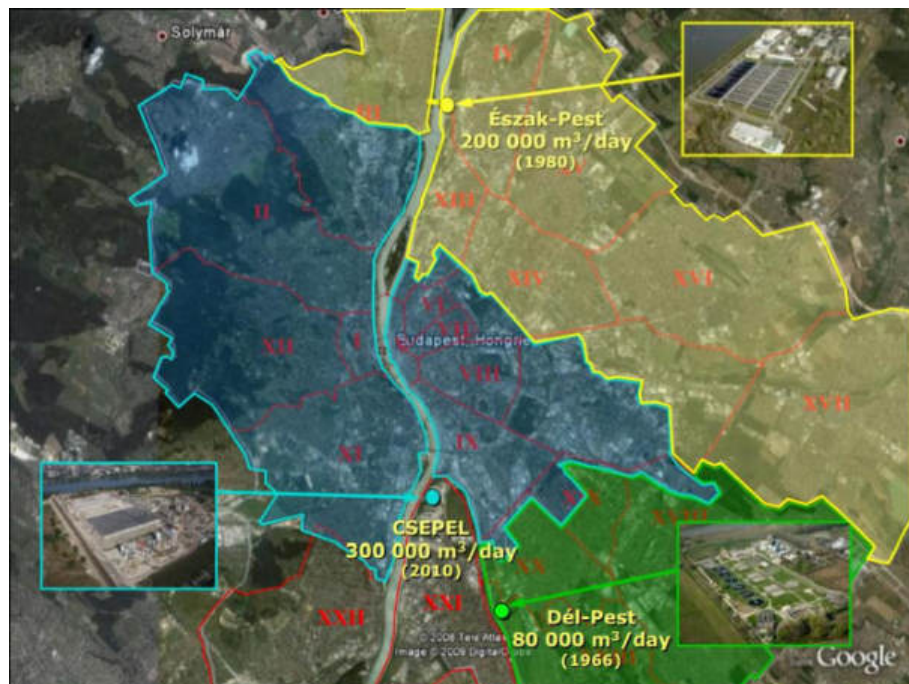 Solymár
IV
III
Észak-Pest
200 000 m³/day
(1980)
XV
XIII
II
XIV
XVI
VI
VII
XII
I
Budapest, Hongrie
VIII
XVII
IX
XI
X
CSEPEL
300 000 m³/day
(2010)
XVIII
XX
XXII
XXI
Dél-Pest
80 000 m³/day
(1966)
© 2008 Tele Atlas
Image © 2009 DigitalGlobe
Google